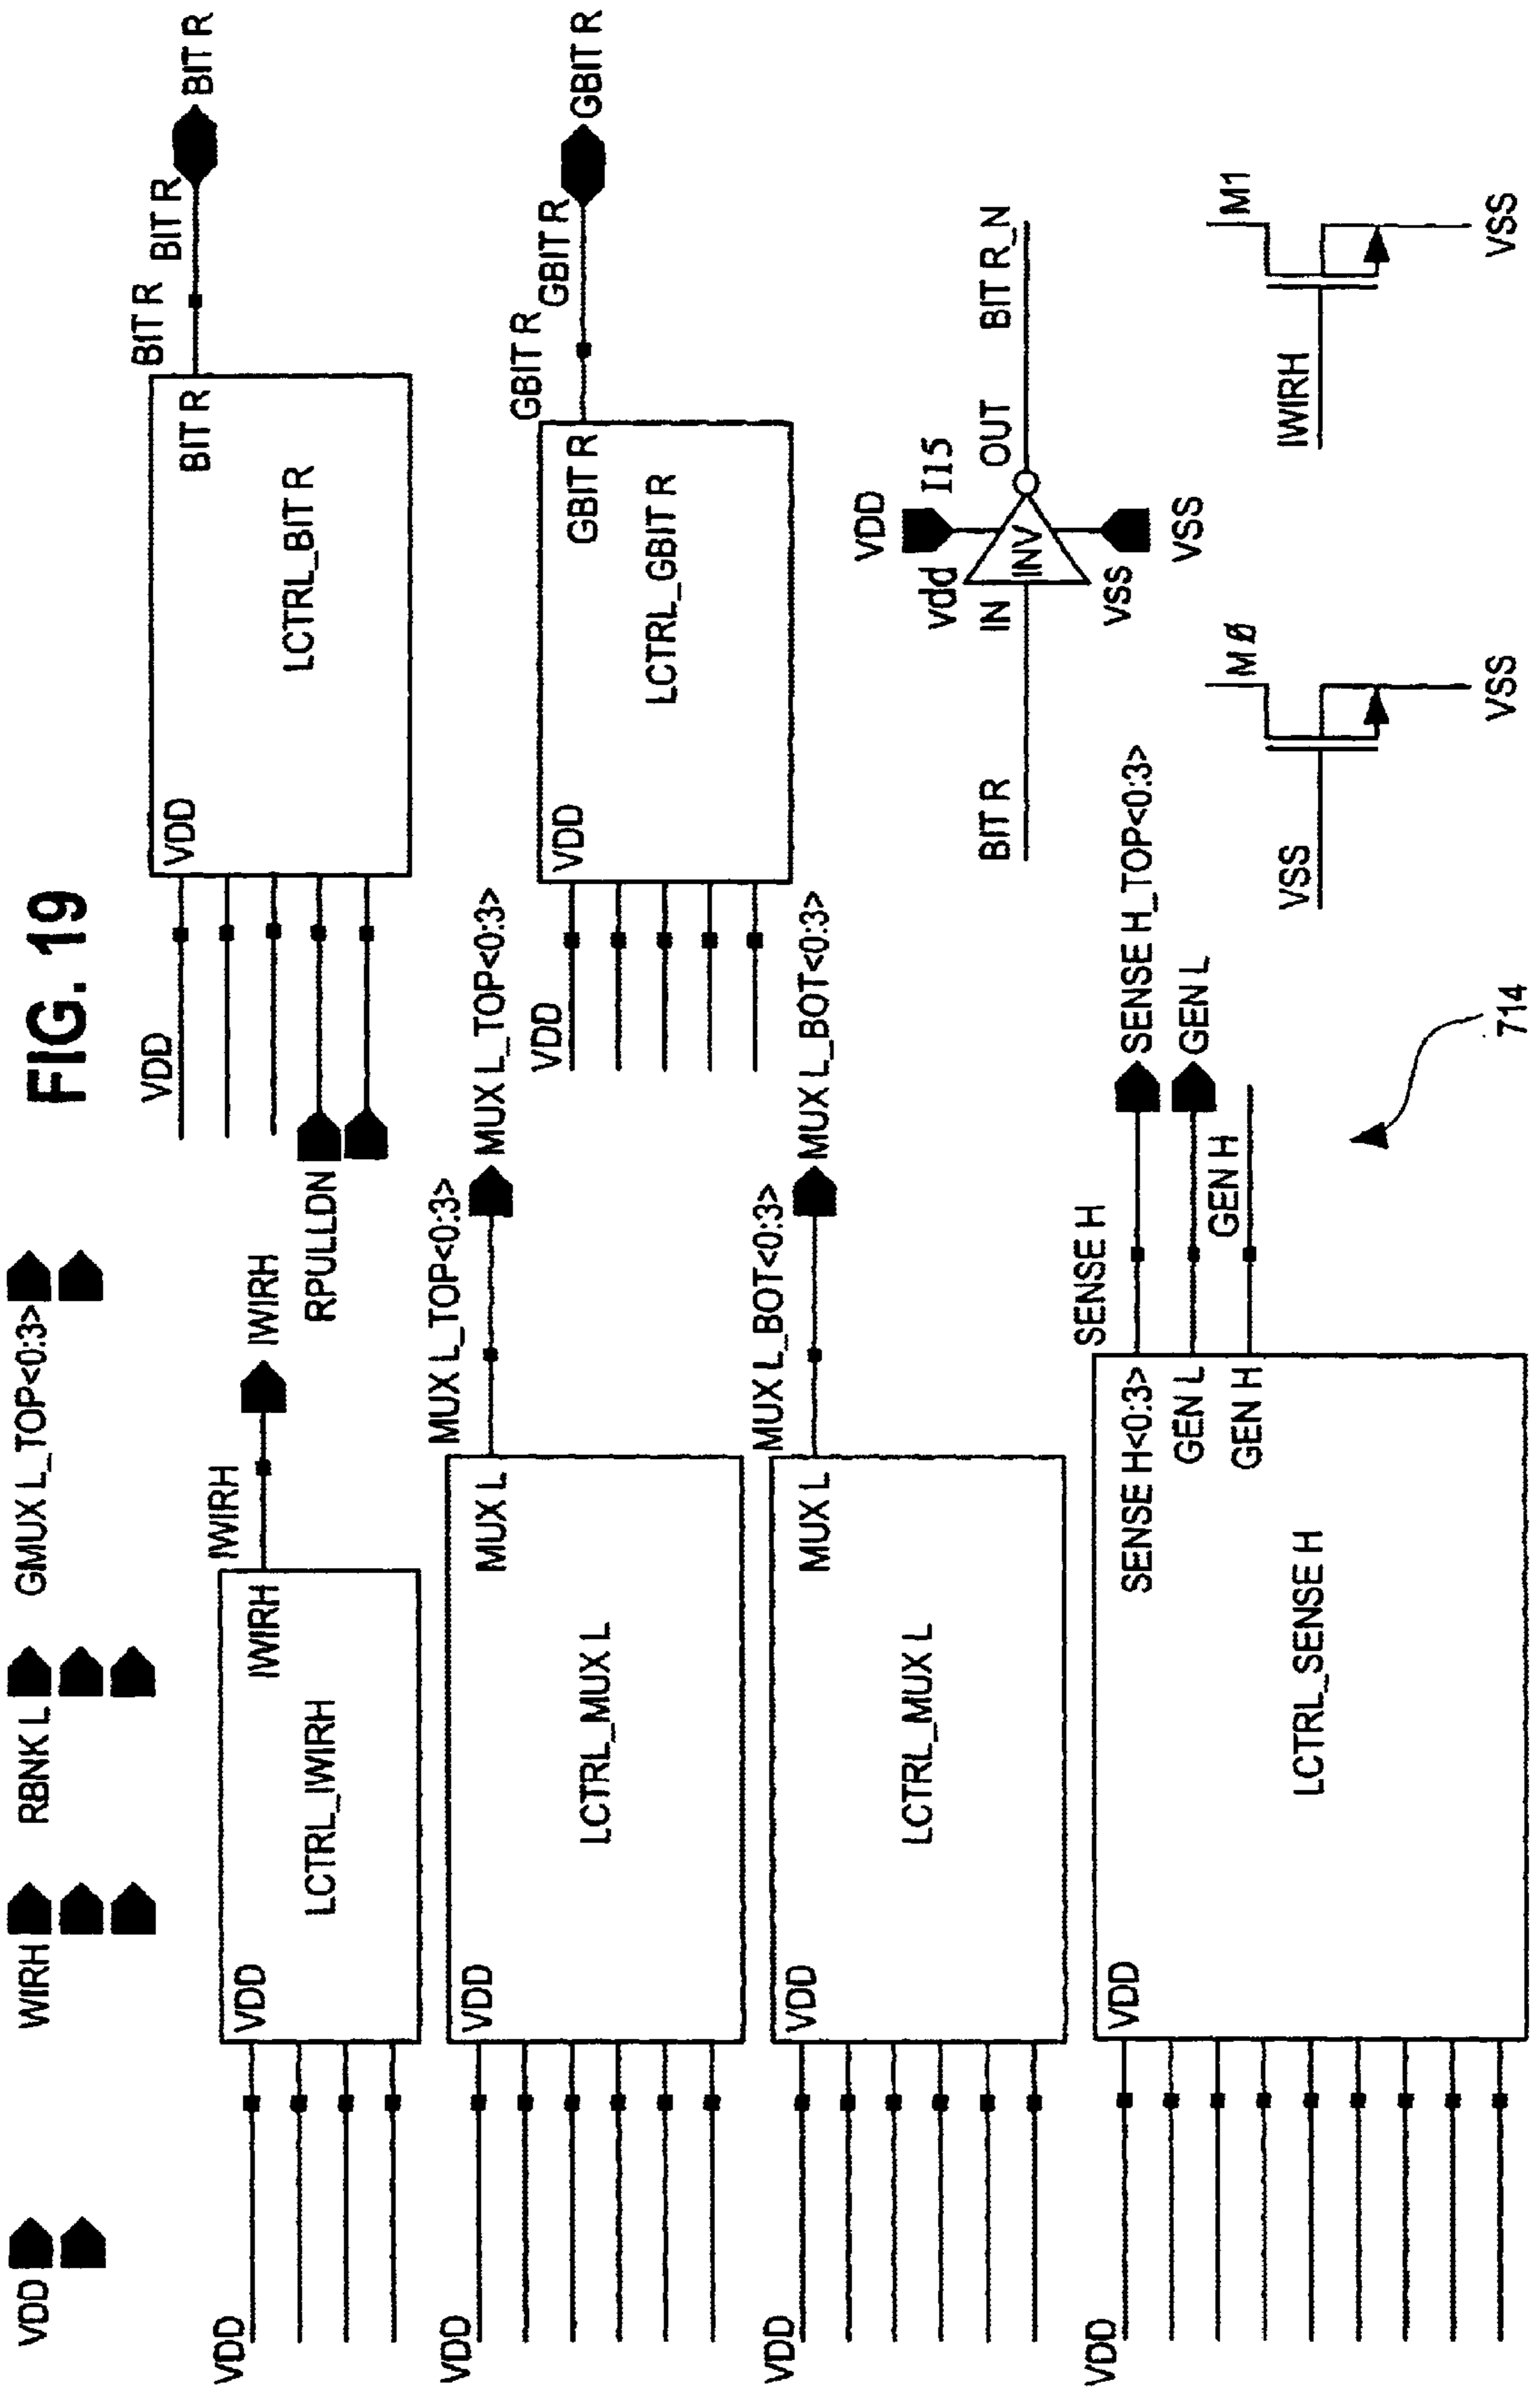 FIG. 19
VDD
WIRH
RBNK L
GMUX L_TOP<0:3>
VDD
VDD
LCTRL_IWIRH
IWIRH
IWIRH
IWIRH
VDD
VDD
LCTRL_MUX L
MUX L
MUX L_TOP<0:3>
MUX L_TOP<0:3>
VDD
VDD
LCTRL_MUX L
MUX L
MUX L_BOT<0:3>
MUX L_BOT<0:3>
VDD
VDD
LCTRL_SENSE H
SENSE H<0:3>
GEN L
GEN H
SENSE H
GEN H
SENSE H_TOP<0:3>
GEN L
714
VDD
RPULLDN
VDD
LCTRL_BIT R
BIT R
BIT R
BIT R
BIT R
VDD
VDD
LCTRL_GBIT R
GBIT R
GBIT R
GBIT R
GBIT R
BIT R
IN
vdd
VDD
I15
INV
vss
VSS
OUT
BIT R_N
VSS
MØ
VSS
IWIRH
M1
VSS